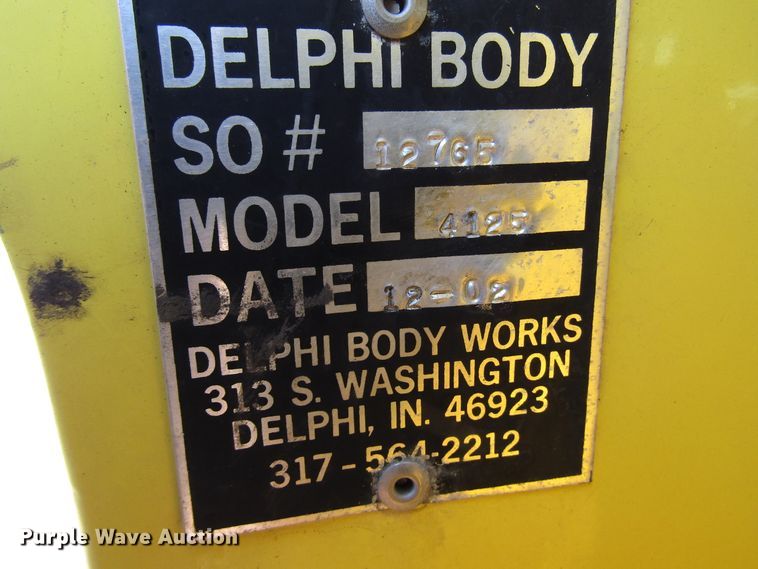 DELPHI BODY
SO # 12765
MODEL 4125
DATE 12-02
DELPHI BODY WORKS
313 S. WASHINGTON
DELPHI, IN. 46923
317-564-2212
Purple Wave Auction